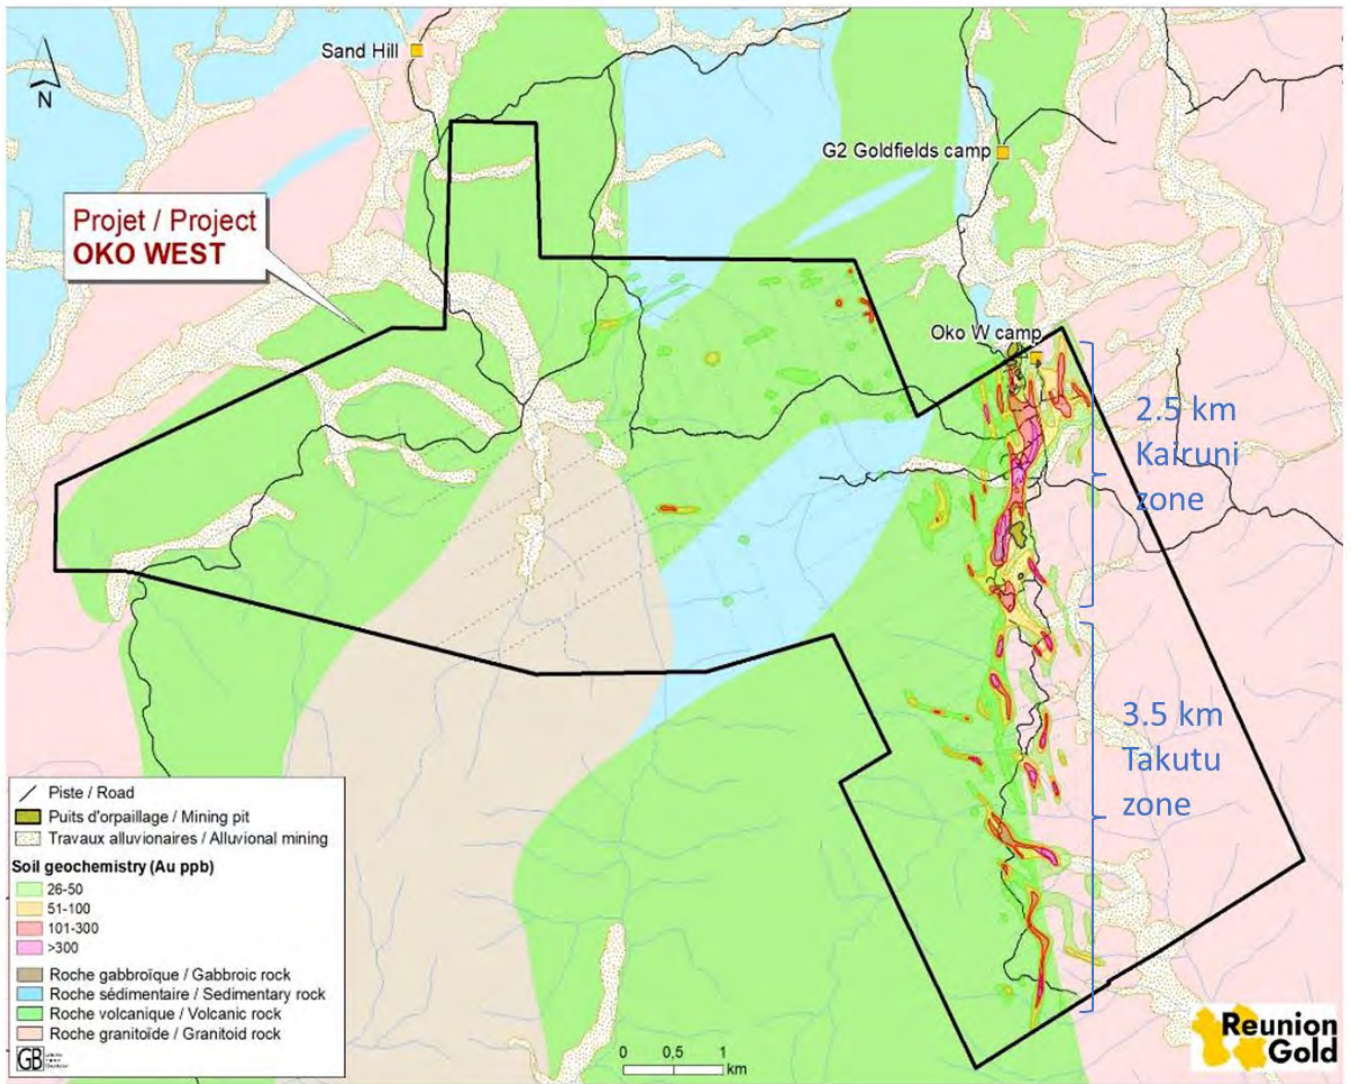 Sand Hill
N
G2 Goldfields camp
Projet / Project
OKO WEST
Oko W camp
2.5 km
Kairuni
zone
3.5 km
Takutu
zone
Piste / Road
Puits d'orpaillage / Mining pit
Travaux alluvionaires / Alluvional mining
Soil geochemistry (Au ppb)
26-50
51-100
101-300
>300
Roche gabbroïque / Gabbroic rock
Roche sédimentaire / Sedimentary rock
Roche volcanique / Volcanic rock
Roche granitoïde / Granitoid rock
GB
0 0,5 1
km
Reunion
Gold